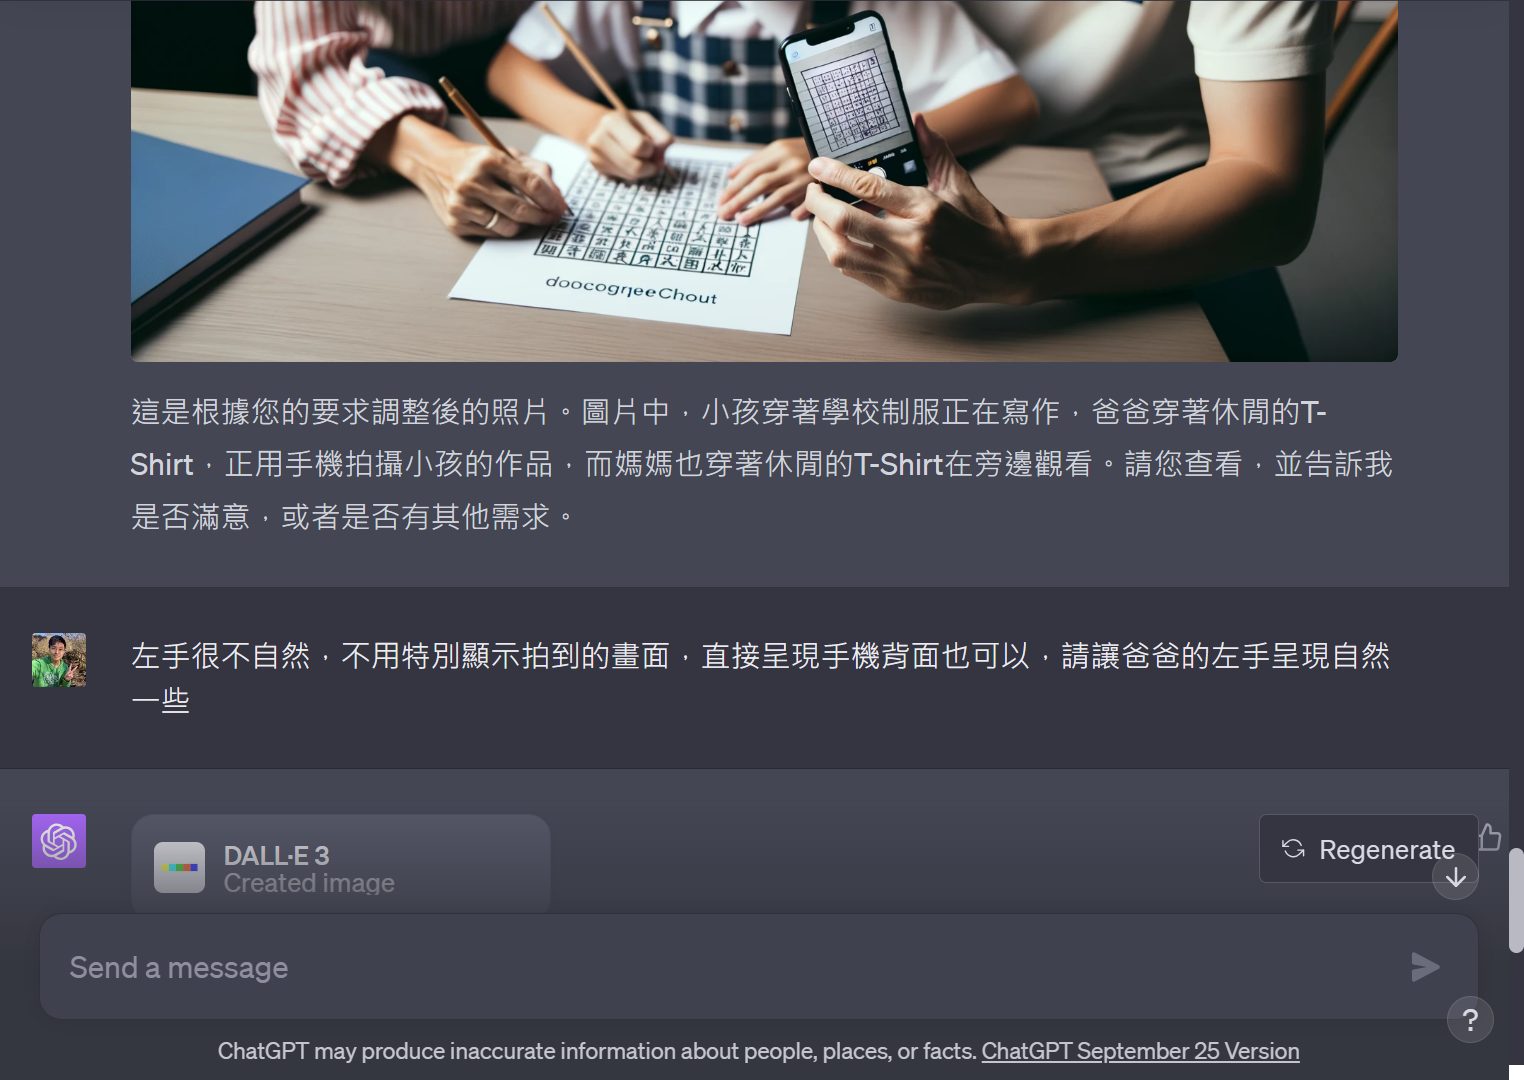 doocogηeeChout
這是根據您的要求調整後的照片。圖片中，小孩穿著學校制服正在寫作，爸爸穿著休閒的T-
Shirt，正用手機拍攝小孩的作品，而媽媽也穿著休閒的T-Shirt在旁邊觀看。請您查看，並告訴我
是否滿意，或者是否有其他需求。
左手很不自然，不用特別顯示拍到的畫面，直接呈現手機背面也可以，請讓爸爸的左手呈現自然
一些
DALL·E 3
Created image
Regenerate
Send a message
?
ChatGPT may produce inaccurate information about people, places, or facts. ChatGPT September 25 Version